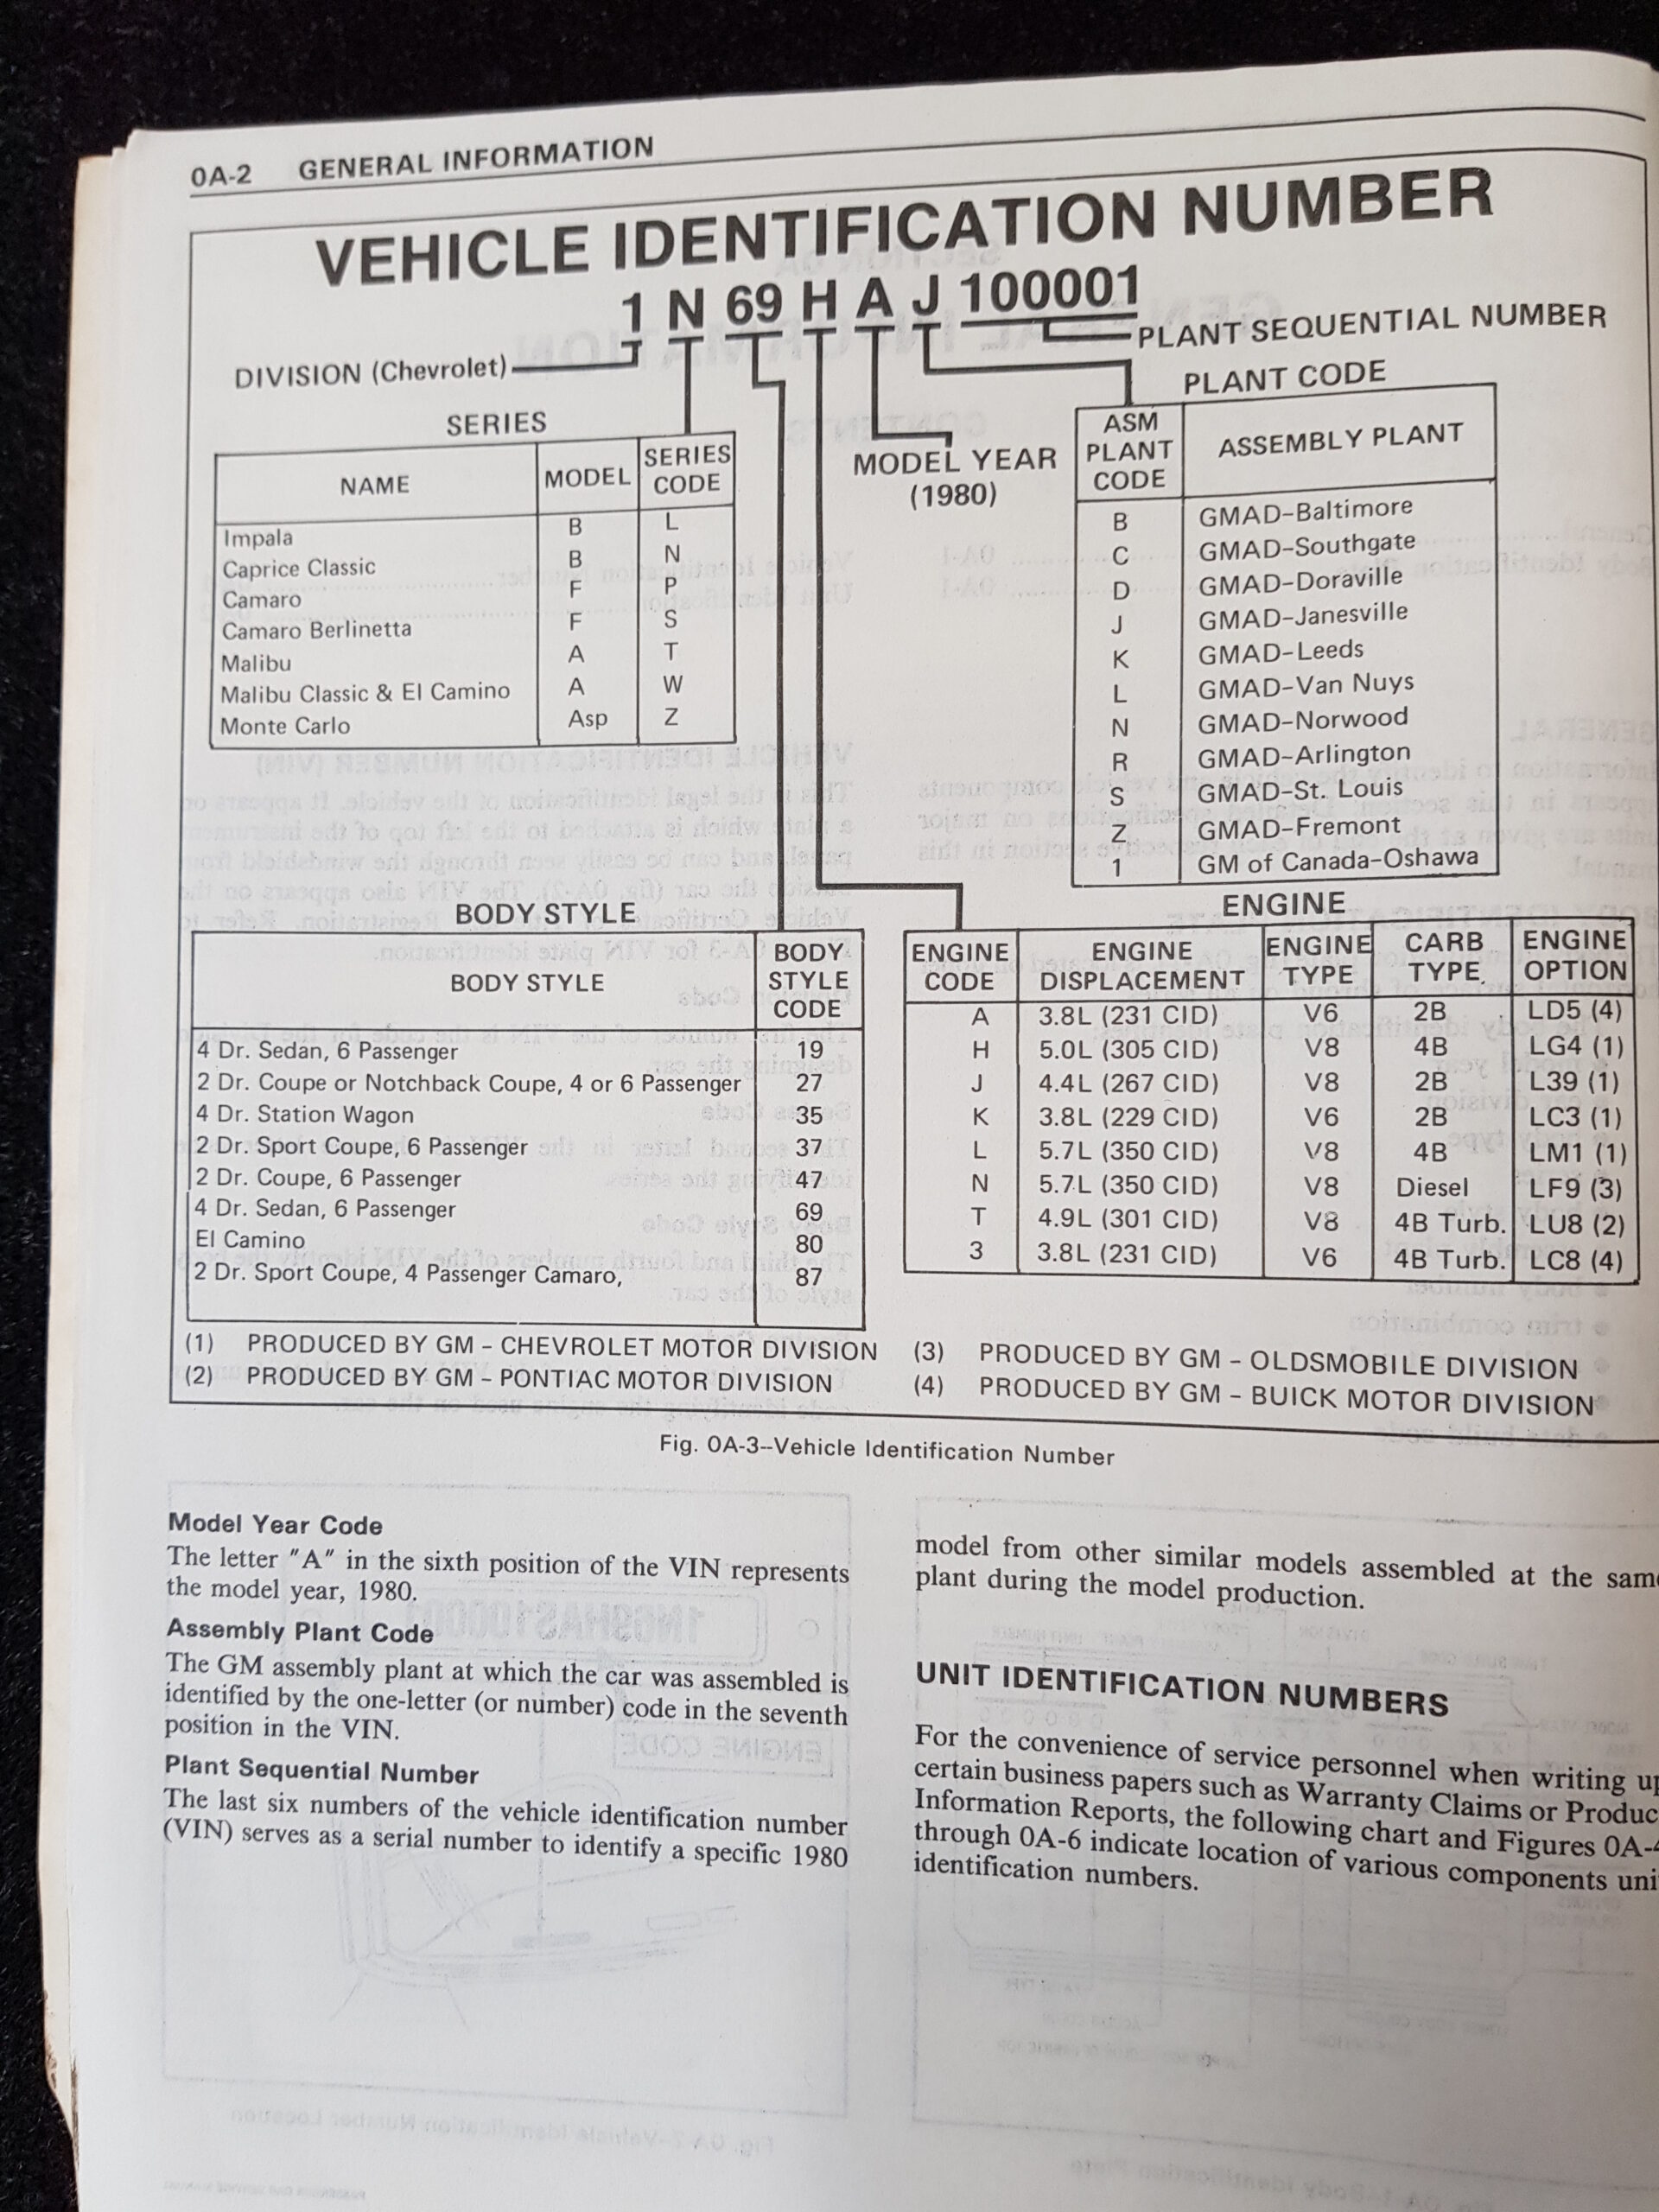 0A-2 GENERAL INFORMATION
VEHICLE IDENTIFICATION NUMBER
1 N 69 H A J 100001
PLANT SEQUENTIAL NUMBER
DIVISION (Chevrolet)
PLANT CODE
SERIES
NAME MODEL SERIES CODE
Impala B L
Caprice Classic B N
Camaro F P
Camaro Berlinetta F S
Malibu A T
Malibu Classic & El Camino A W
Monte Carlo Asp Z
MODEL YEAR
(1980)
ASM PLANT CODE ASSEMBLY PLANT
B GMAD–Baltimore
C GMAD–Southgate
D GMAD–Doraville
J GMAD–Janesville
K GMAD–Leeds
L GMAD–Van Nuys
N GMAD–Norwood
R GMAD–Arlington
S GMAD–St. Louis
Z GMAD–Fremont
1 GM of Canada–Oshawa
BODY STYLE
BODY STYLE BODY STYLE CODE
4 Dr. Sedan, 6 Passenger 19
2 Dr. Coupe or Notchback Coupe, 4 or 6 Passenger 27
4 Dr. Station Wagon 35
2 Dr. Sport Coupe, 6 Passenger 37
2 Dr. Coupe, 6 Passenger 47
4 Dr. Sedan, 6 Passenger 69
El Camino 80
2 Dr. Sport Coupe, 4 Passenger Camaro, 87
ENGINE
ENGINE CODE ENGINE DISPLACEMENT ENGINE TYPE CARB TYPE. ENGINE OPTION
A 3.8L (231 CID) V6 2B LD5 (4)
H 5.0L (305 CID) V8 4B LG4 (1)
J 4.4L (267 CID) V8 2B L39 (1)
K 3.8L (229 CID) V6 2B LC3 (1)
L 5.7L (350 CID) V8 4B LM1 (1)
N 5.7L (350 CID) V8 Diesel LF9 (3)
T 4.9L (301 CID) V8 4B Turb. LU8 (2)
3 3.8L (231 CID) V6 4B Turb. LC8 (4)
(1) PRODUCED BY GM – CHEVROLET MOTOR DIVISION
(2) PRODUCED BY GM – PONTIAC MOTOR DIVISION
(3) PRODUCED BY GM – OLDSMOBILE DIVISION
(4) PRODUCED BY GM – BUICK MOTOR DIVISION
Fig. 0A-3--Vehicle Identification Number
Model Year Code
The letter "A" in the sixth position of the VIN represents
the model year, 1980.
Assembly Plant Code
The GM assembly plant at which the car was assembled is
identified by the one-letter (or number) code in the seventh
position in the VIN.
Plant Sequential Number
The last six numbers of the vehicle identification number
(VIN) serves as a serial number to identify a specific 1980
model from other similar models assembled at the same
plant during the model production.
UNIT IDENTIFICATION NUMBERS
For the convenience of service personnel when writing up
certain business papers such as Warranty Claims or Produc
Information Reports, the following chart and Figures 0A-4
through 0A-6 indicate location of various components uni
identification numbers.